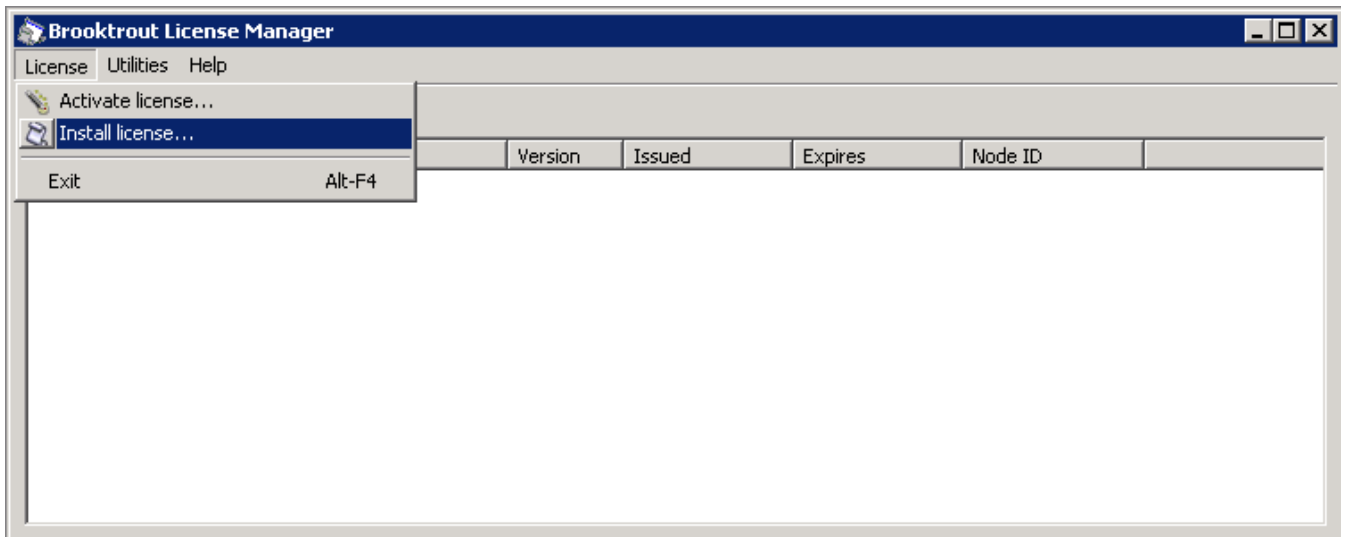 Brooktrout License Manager
License Utilities Help
Activate license...
Install license...
Version Issued Expires Node ID
Exit Alt-F4